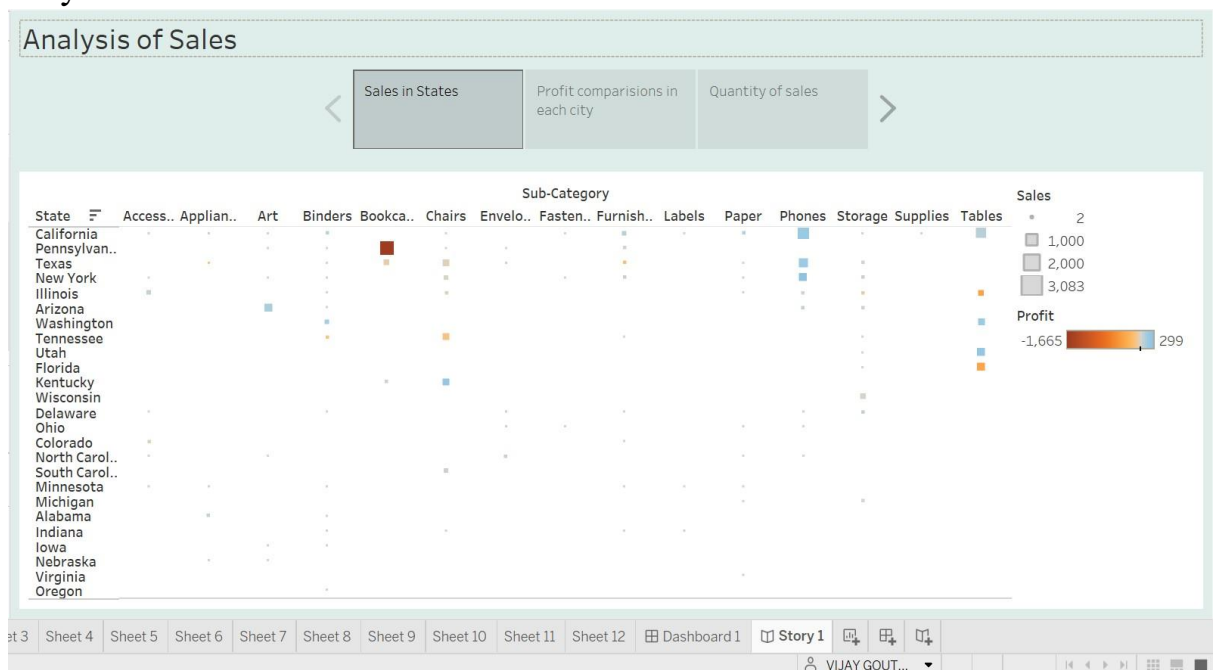 Analysis of Sales
Sales in States
Profit comparisions in
each city
Quantity of sales
Sub-Category
State Access.. Applian.. Art Binders Bookca.. Chairs Envelo.. Fasten.. Furnish.. Labels Paper Phones Storage Supplies Tables
California
Pennsylvan..
Texas
New York
Illinois
Arizona
Washington
Tennessee
Utah
Florida
Kentucky
Wisconsin
Delaware
Ohio
Colorado
North Carol..
South Carol..
Minnesota
Michigan
Alabama
Indiana
Iowa
Nebraska
Virginia
Oregon
Sales
2
1,000
2,000
3,083
Profit
-1,665 299
Sheet 4 Sheet 5 Sheet 6 Sheet 7 Sheet 8 Sheet 9 Sheet 10 Sheet 11 Sheet 12 Dashboard 1 Story 1
VIJAY GOUT...